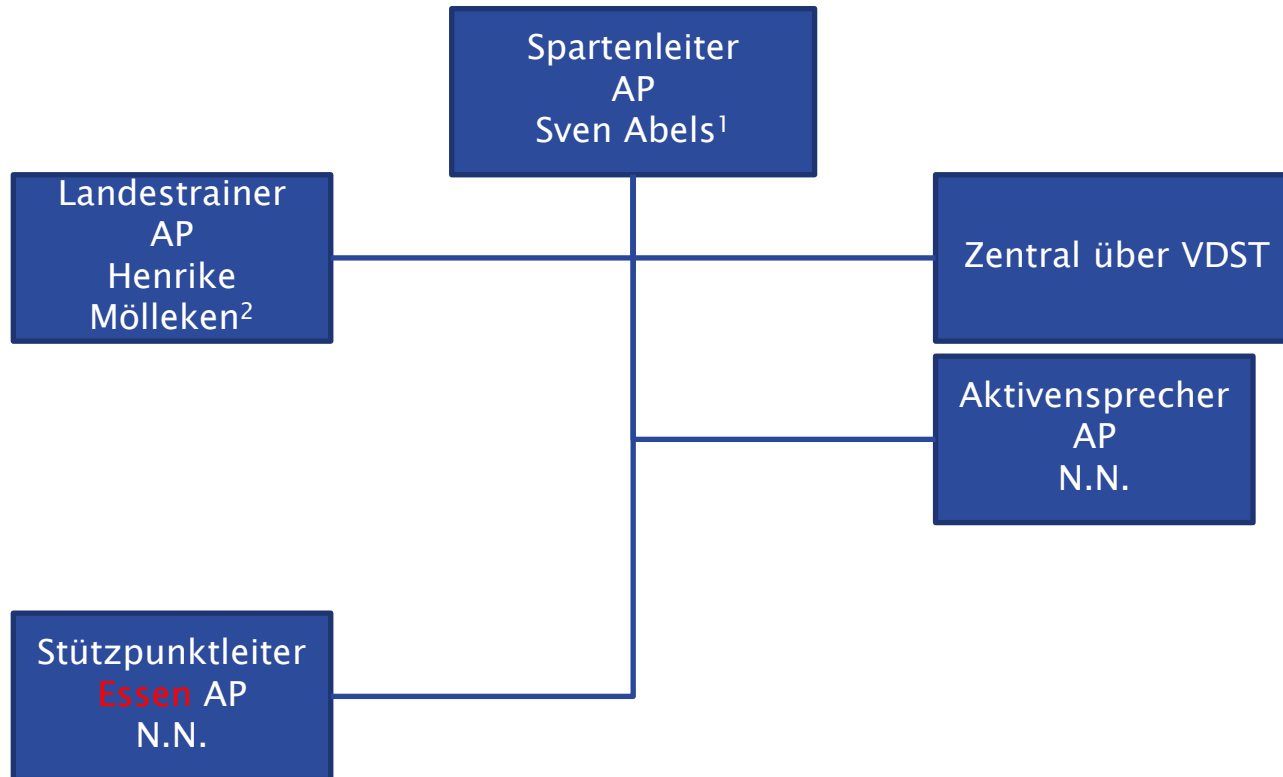 Spartenleiter
AP
Sven Abels¹
Landestrainer
AP
Henrike
Mölleken²
Zentral über VDST
Aktivensprecher
AP
N.N.
Stützpunktleiter
Essen AP
N.N.